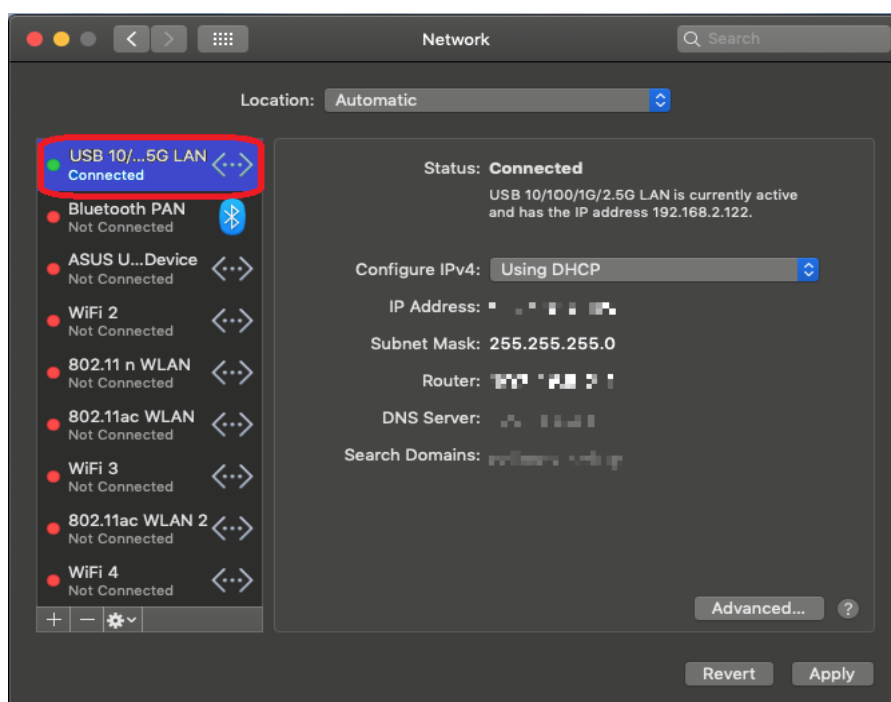 Network
Search
Location: Automatic
USB 10/...5G LAN
Connected
Bluetooth PAN
Not Connected
ASUS U...Device
Not Connected
WiFi 2
Not Connected
802.11 n WLAN
Not Connected
802.11ac WLAN
Not Connected
WiFi 3
Not Connected
802.11ac WLAN 2
Not Connected
WiFi 4
Not Connected
Status: Connected
USB 10/100/1G/2.5G LAN is currently active
and has the IP address 192.168.2.122.
Configure IPv4: Using DHCP
IP Address:
Subnet Mask: 255.255.255.0
Router:
DNS Server:
Search Domains:
Advanced... ?
Revert Apply